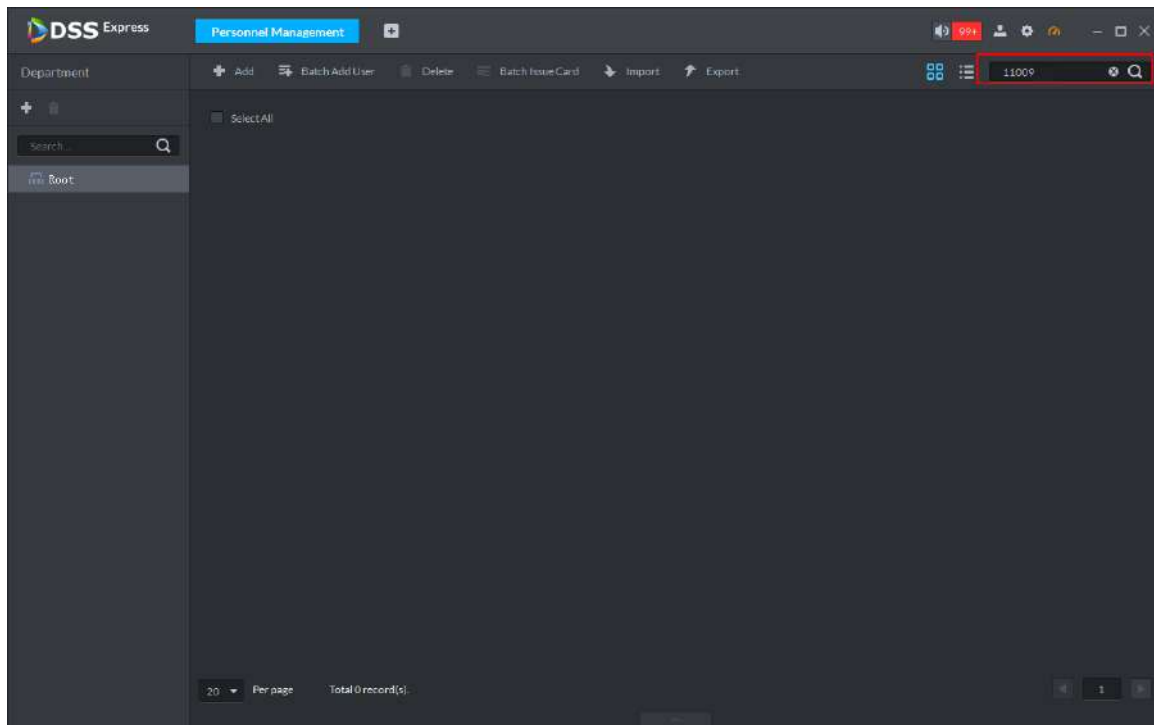 DSS Express
Personnel Management
99+
Department
Add
Batch Add User
Delete
Batch Issue Card
Import
Export
11009
Select All
Search...
Root
20
Per page
Total 0 record(s).
1